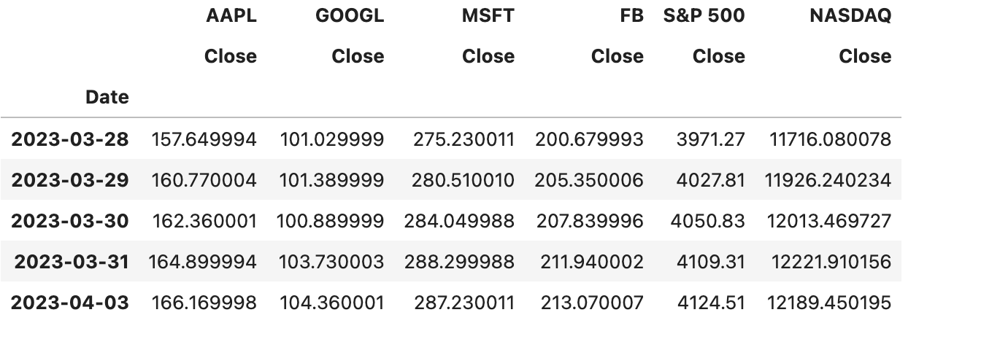 AAPL GOOGL MSFT FB S&P 500 NASDAQ
Close Close Close Close Close Close
Date
2023-03-28 157.649994 101.029999 275.230011 200.679993 3971.27 11716.080078
2023-03-29 160.770004 101.389999 280.510010 205.350006 4027.81 11926.240234
2023-03-30 162.360001 100.889999 284.049988 207.839996 4050.83 12013.469727
2023-03-31 164.899994 103.730003 288.299988 211.940002 4109.31 12221.910156
2023-04-03 166.169998 104.360001 287.230011 213.070007 4124.51 12189.450195